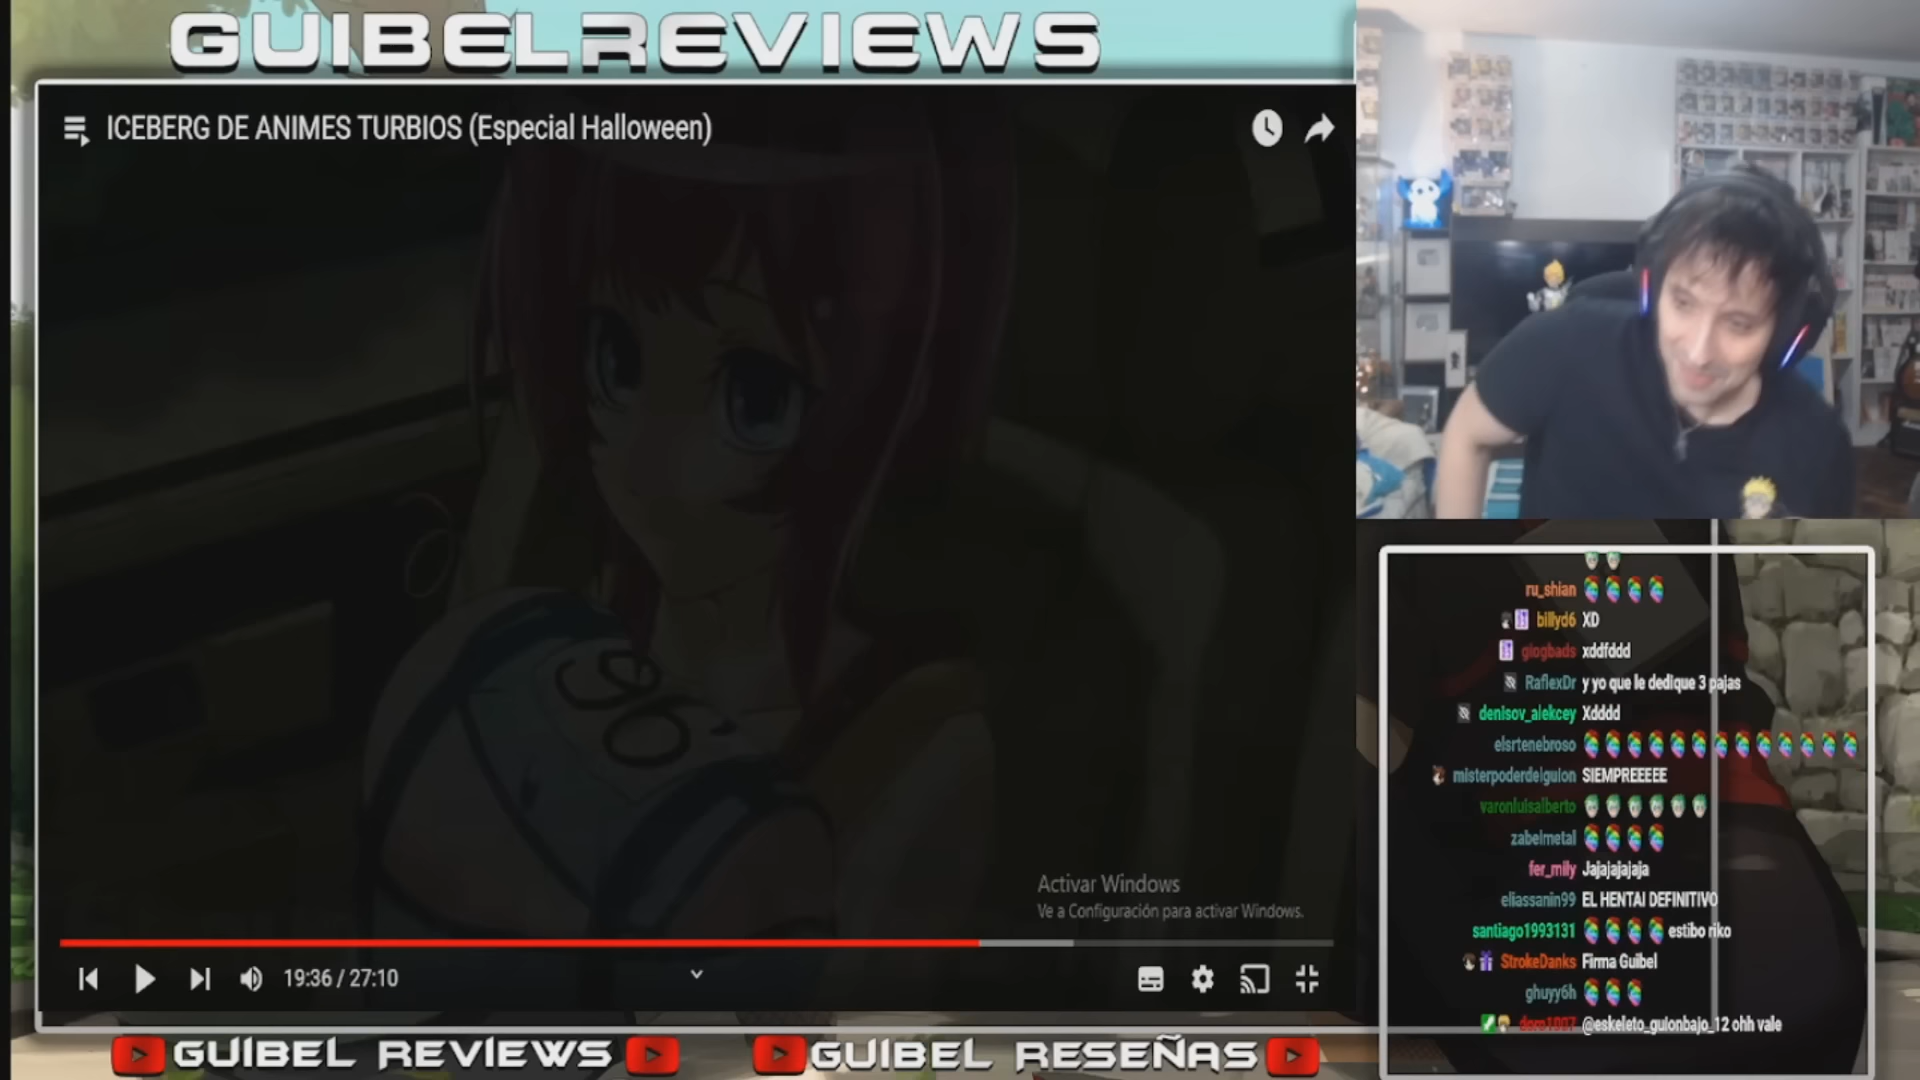 GUIBELREVIEWS
ICEBERG DE ANIMES TURBIOS (Especial Halloween)
Activar Windows
Ve a Configuración para activar Windows.
19:36 / 27:10
ru_shian
billyd6 XD
giogbads xddfddd
RaflexDr y yo que le dedique 3 pajas
denisov_alekcey Xdddd
elsrtenebroso
misterpoderdelguion SIEMPREEEEE
varonluisalberto
zabelmetal
fer_mily Jajajajajaja
eliassanin99 EL HENTAI DEFINITIVO
santiago1993131 estibo riko
StrokeDanks Firma Guibel
ghuyy6h
@eskeleto_guionbajo_12 ohh vale
GUIBEL REVIEWS
GUIBEL RESEÑAS